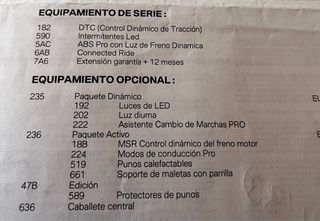 EQUIPAMIENTO DE SERIE:
182 DTC (Control Dinámico de Tracción)
590 Intermitentes Led
5AC ABS Pro con Luz de Freno Dinamica
6AB Connected Ride
7A6 Extensión garantía + 12 meses
EQUIPAMIENTO OPCIONAL:
235 Paquete Dinámico
192 Luces de LED
202 Luz diurna
222 Asistente Cambio de Marchas PRO
236 Paquete Activo
18B MSR Control dinámico del freno motor
224 Modos de conducción Pro
519 Punos calefactables
661 Soporte de maletas con parrilla
47B Edición
589 Protectores de punos
636 Caballete central